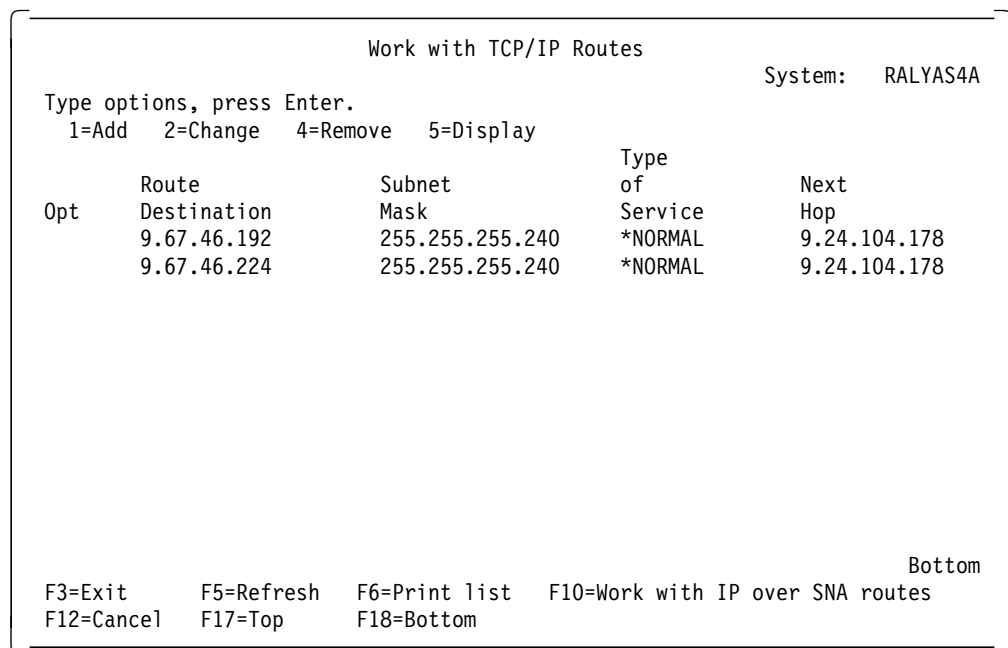 Work with TCP/IP Routes
System: RALYAS4A
Type options, press Enter.
1=Add 2=Change 4=Remove 5=Display
Type
Route Subnet of Next
Opt Destination Mask Service Hop
9.67.46.192 255.255.255.240 *NORMAL 9.24.104.178
9.67.46.224 255.255.255.240 *NORMAL 9.24.104.178
Bottom
F3=Exit F5=Refresh F6=Print list F10=Work with IP over SNA routes
F12=Cancel F17=Top F18=Bottom